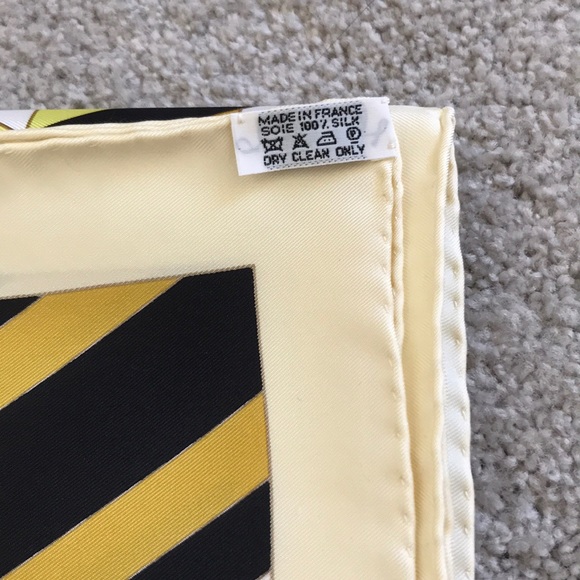 MADE IN FRANCE
SOIE 100% SILK
DRY CLEAN ONLY